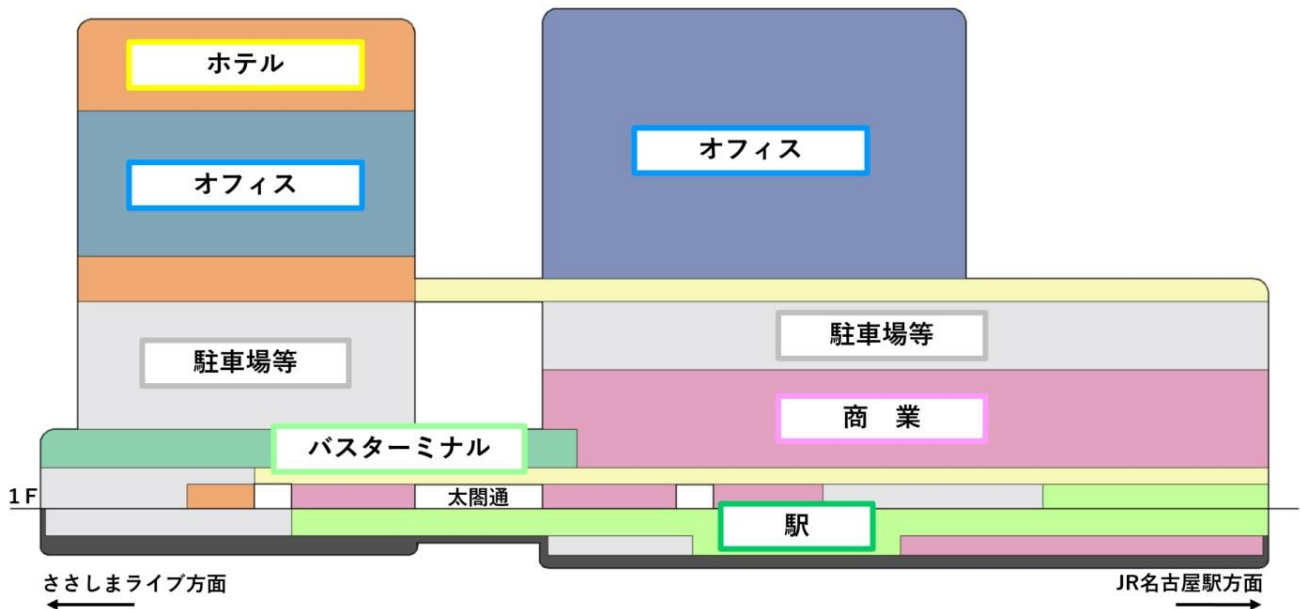 ホテル
オフィス
オフィス
駐車場等
駐車場等
商　業
バスターミナル
1F
太閤通
駅
ささしまライブ方面
JR名古屋駅方面